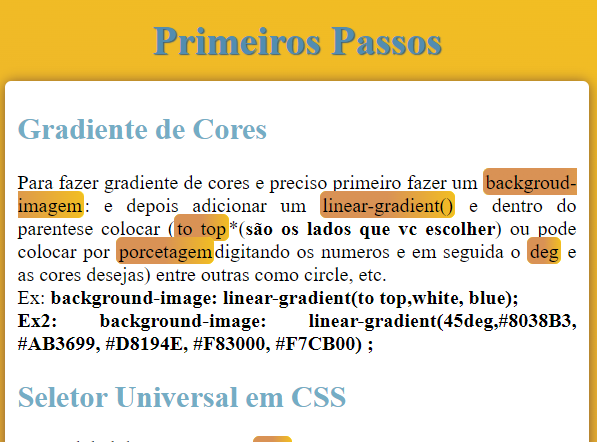 Primeiros Passos
Gradiente de Cores
Para fazer gradiente de cores e preciso primeiro fazer um backgroud-
imagem: e depois adicionar um linear-gradient() e dentro do
parentese colocar (to top*(são os lados que vc escolher) ou pode
colocar por porcetagem digitando os numeros e em seguida o deg e
as cores desejas) entre outras como circle, etc.
Ex: background-image: linear-gradient(to top,white, blue);
Ex2: background-image: linear-gradient(45deg,#8038B3,
#AB3699, #D8194E, #F83000, #F7CB00) ;
Seletor Universal em CSS